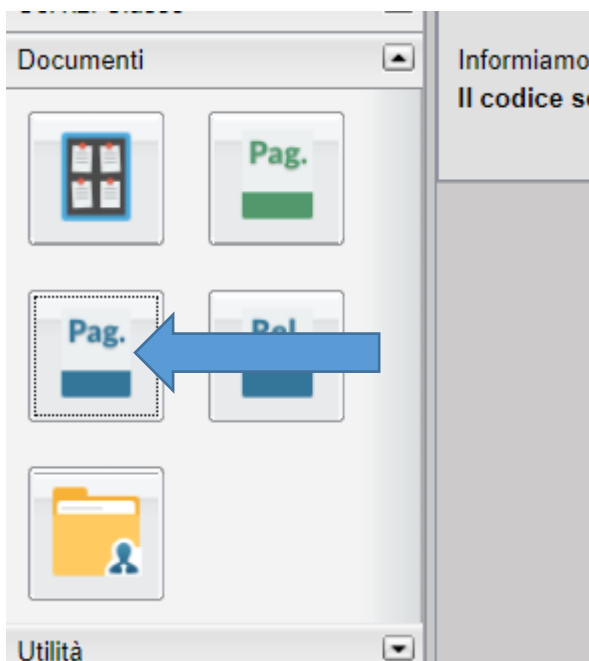 Documenti
Informiamo
Il codice
Pag.
Pag.
Utilità